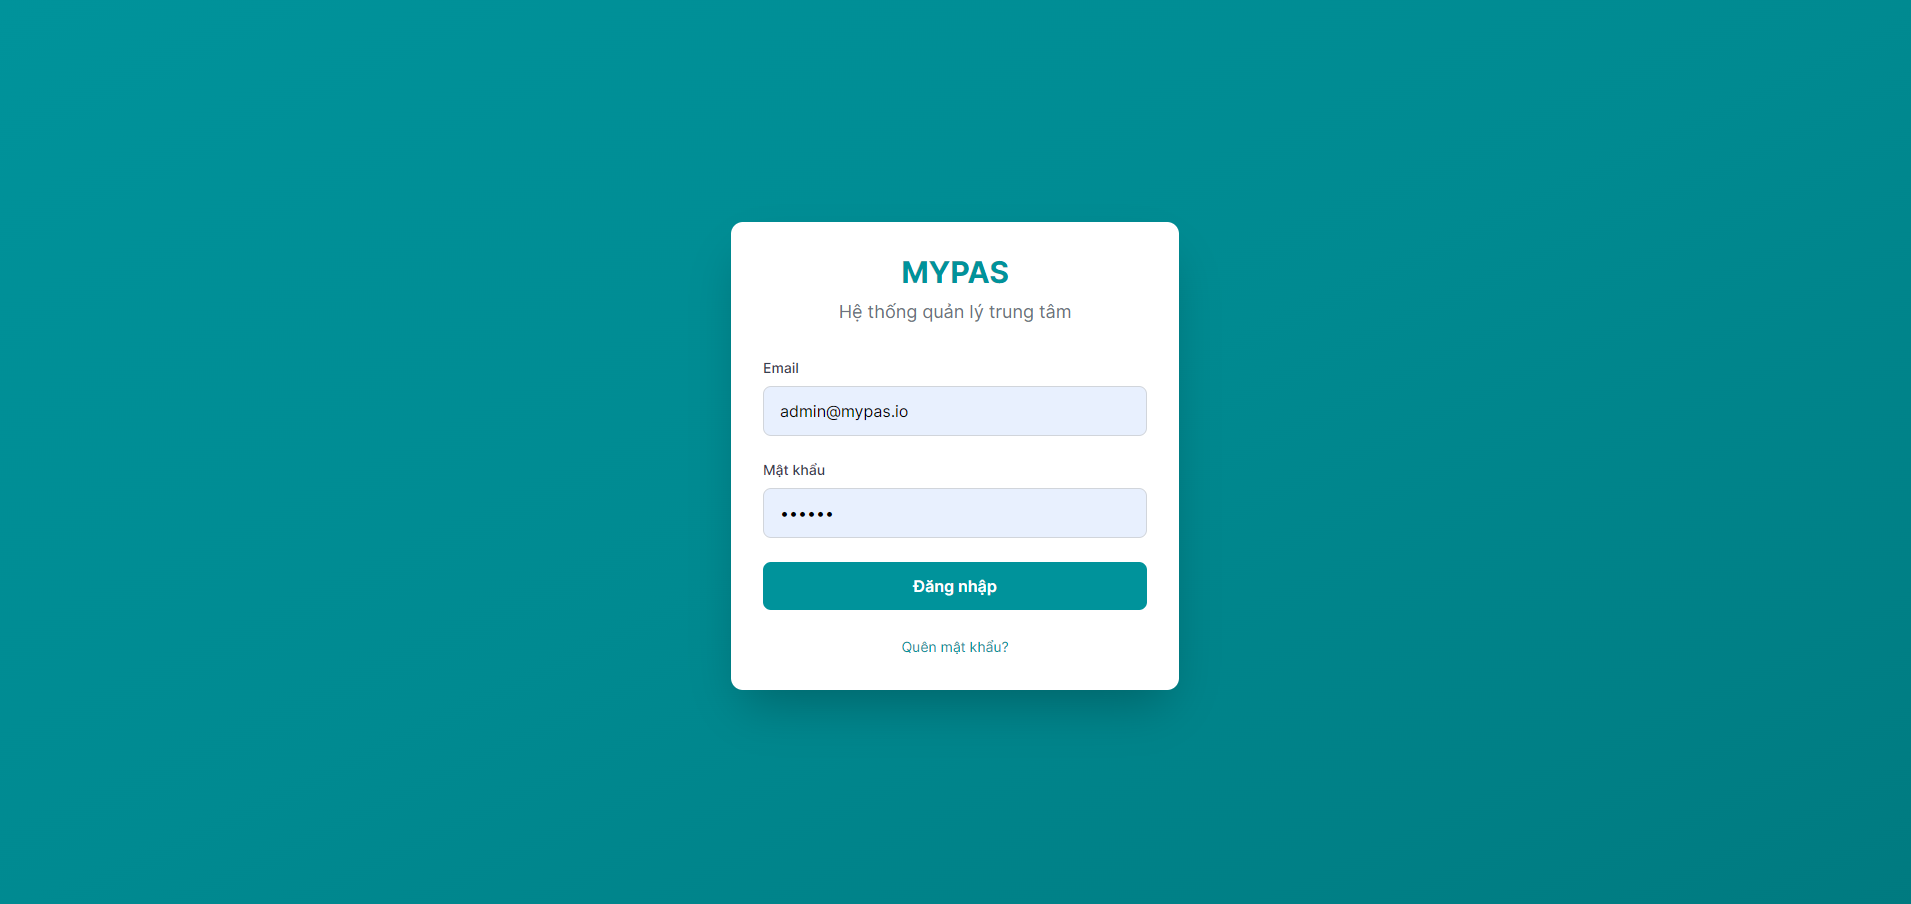 MYPAS
Hệ thống quản lý trung tâm
Email
admin@mypas.io
Mật khẩu
••••••
Đăng nhập
Quên mật khẩu?